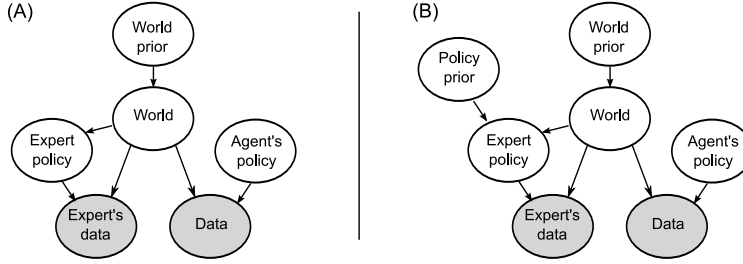 (A)
World
prior
World
Expert
policy
Agent's
policy
Expert's
data
Data
(B)
Policy
prior
World
prior
World
Expert
policy
Agent's
policy
Expert's
data
Data